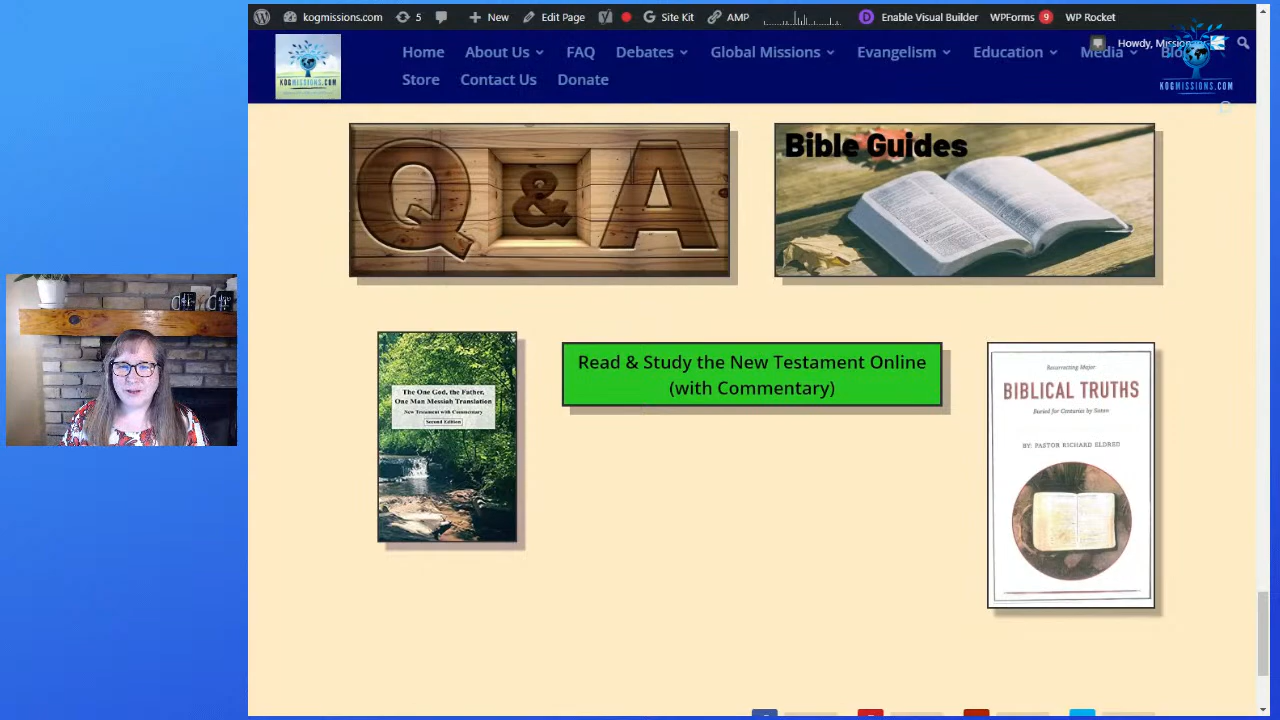 kogmissions.com 5 New Edit Page Site Kit AMP Enable Visual Builder WPForms 9 WP Rocket
Howdy,
Home About Us FAQ Debates Global Missions Evangelism Education Media
Store Contact Us Donate
KOGMISSIONS.COM
KOGMISSIONS.COM
Q & A
Bible Guides
The One God, the Father,
One Man Messiah Translation
New Testament with Commentary
Second Edition
Read & Study the New Testament Online
(with Commentary)
Resurrecting Major
BIBLICAL TRUTHS
Buried for Centuries by Satan
BY: PASTOR RICHARD ELDRED